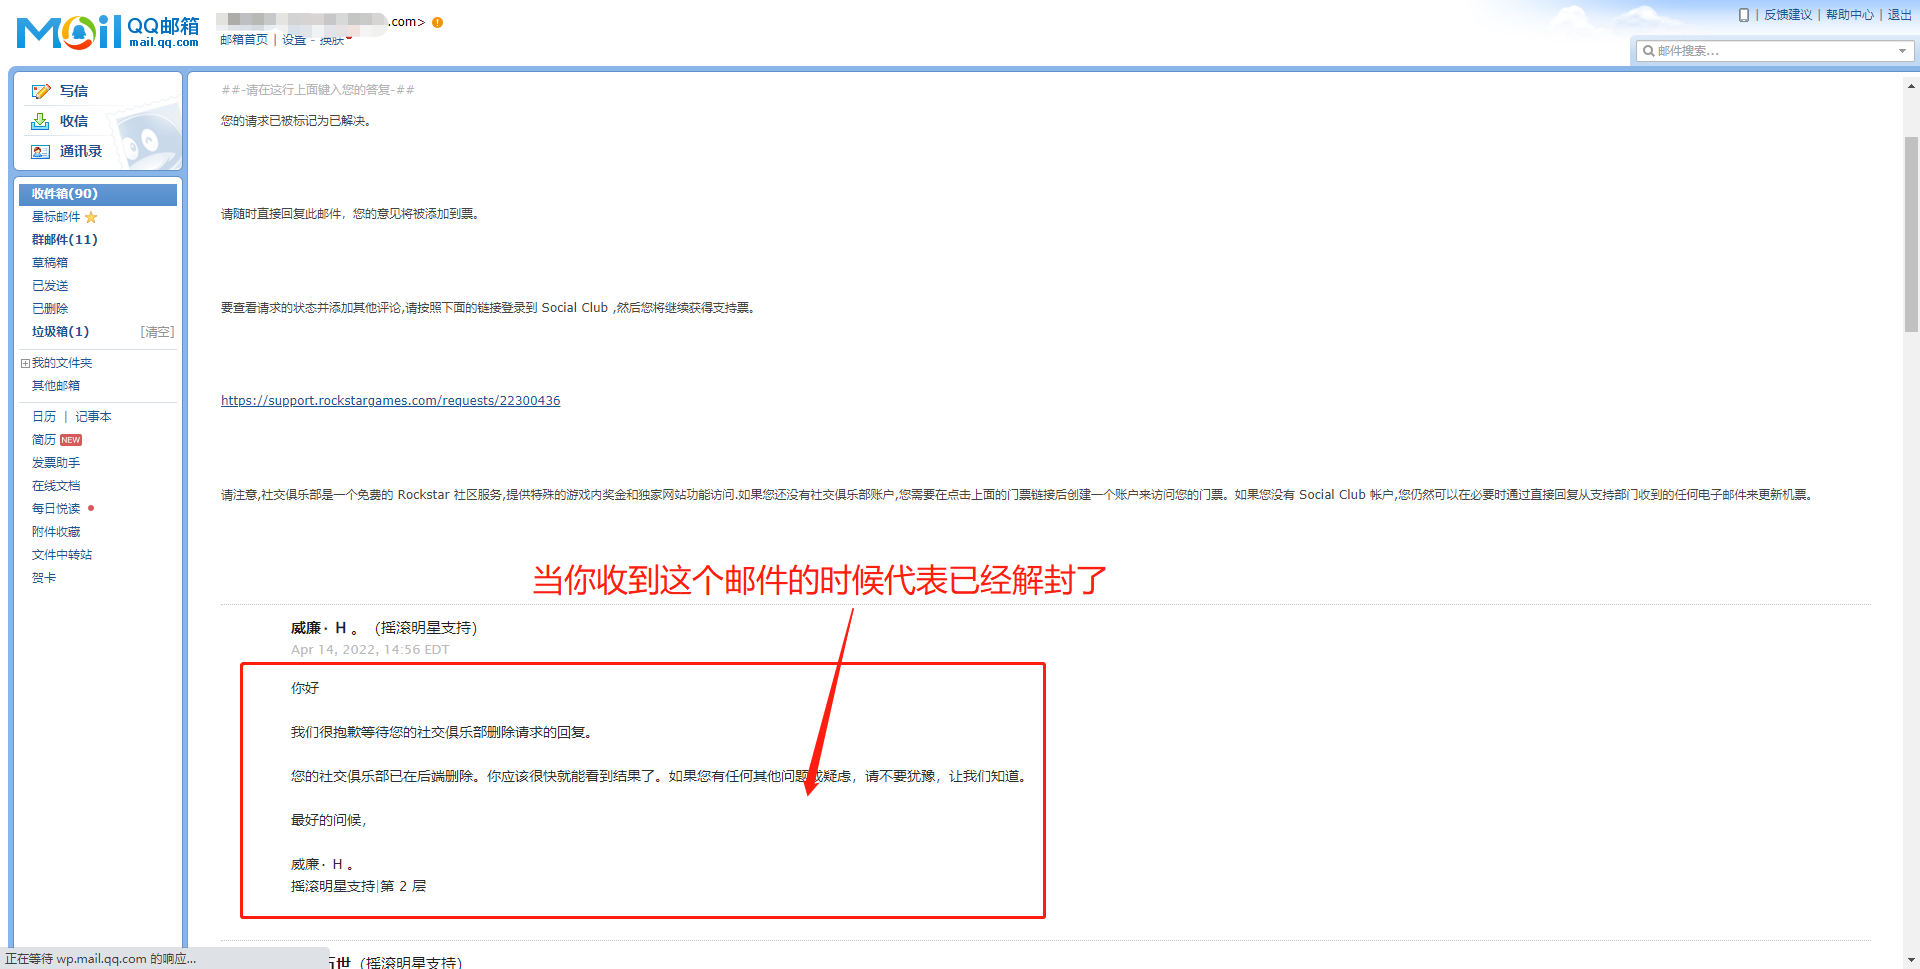 Mail QQ邮箱
mail.qq.com
.com>
邮箱首页 | 设置 - 换肤
| 反馈建议 | 帮助中心 | 退出
邮件搜索...
写信
收信
通讯录
收件箱(90)
星标邮件
群邮件(11)
草稿箱
已发送
已删除
垃圾箱(1) [清空]
我的文件夹
其他邮箱
日历 | 记事本
简历 NEW
发票助手
在线文档
每日悦读
附件收藏
文件中转站
贺卡
##-请在这行上面键入您的答复-##
您的请求已被标记为已解决。
请随时直接回复此邮件，您的意见将被添加到票。
要查看请求的状态并添加其他评论,请按照下面的链接登录到 Social Club ,然后您将继续获得支持票。
https://support.rockstargames.com/requests/22300436
请注意,社交俱乐部是一个免费的 Rockstar 社区服务,提供特殊的游戏内奖金和独家网站功能访问.如果您还没有社交俱乐部账户,您需要在点击上面的门票链接后创建一个账户来访问您的门票。如果您没有 Social Club 帐户,您仍然可以在必要时通过直接回复从支持部门收到的任何电子邮件来更新机票。
当你收到这个邮件的时候代表已经解封了
威廉· H 。（摇滚明星支持）
Apr 14, 2022, 14:56 EDT
你好
我们很抱歉等待您的社交俱乐部删除请求的回复。
您的社交俱乐部已在后端删除。你应该很快就能看到结果了。如果您有任何其他问题或疑虑，请不要犹豫，让我们知道。
最好的问候，
威廉· H 。
摇滚明星支持|第 2 层
正在等待 wp.mail.qq.com 的响应...
世（摇滚明星支持）